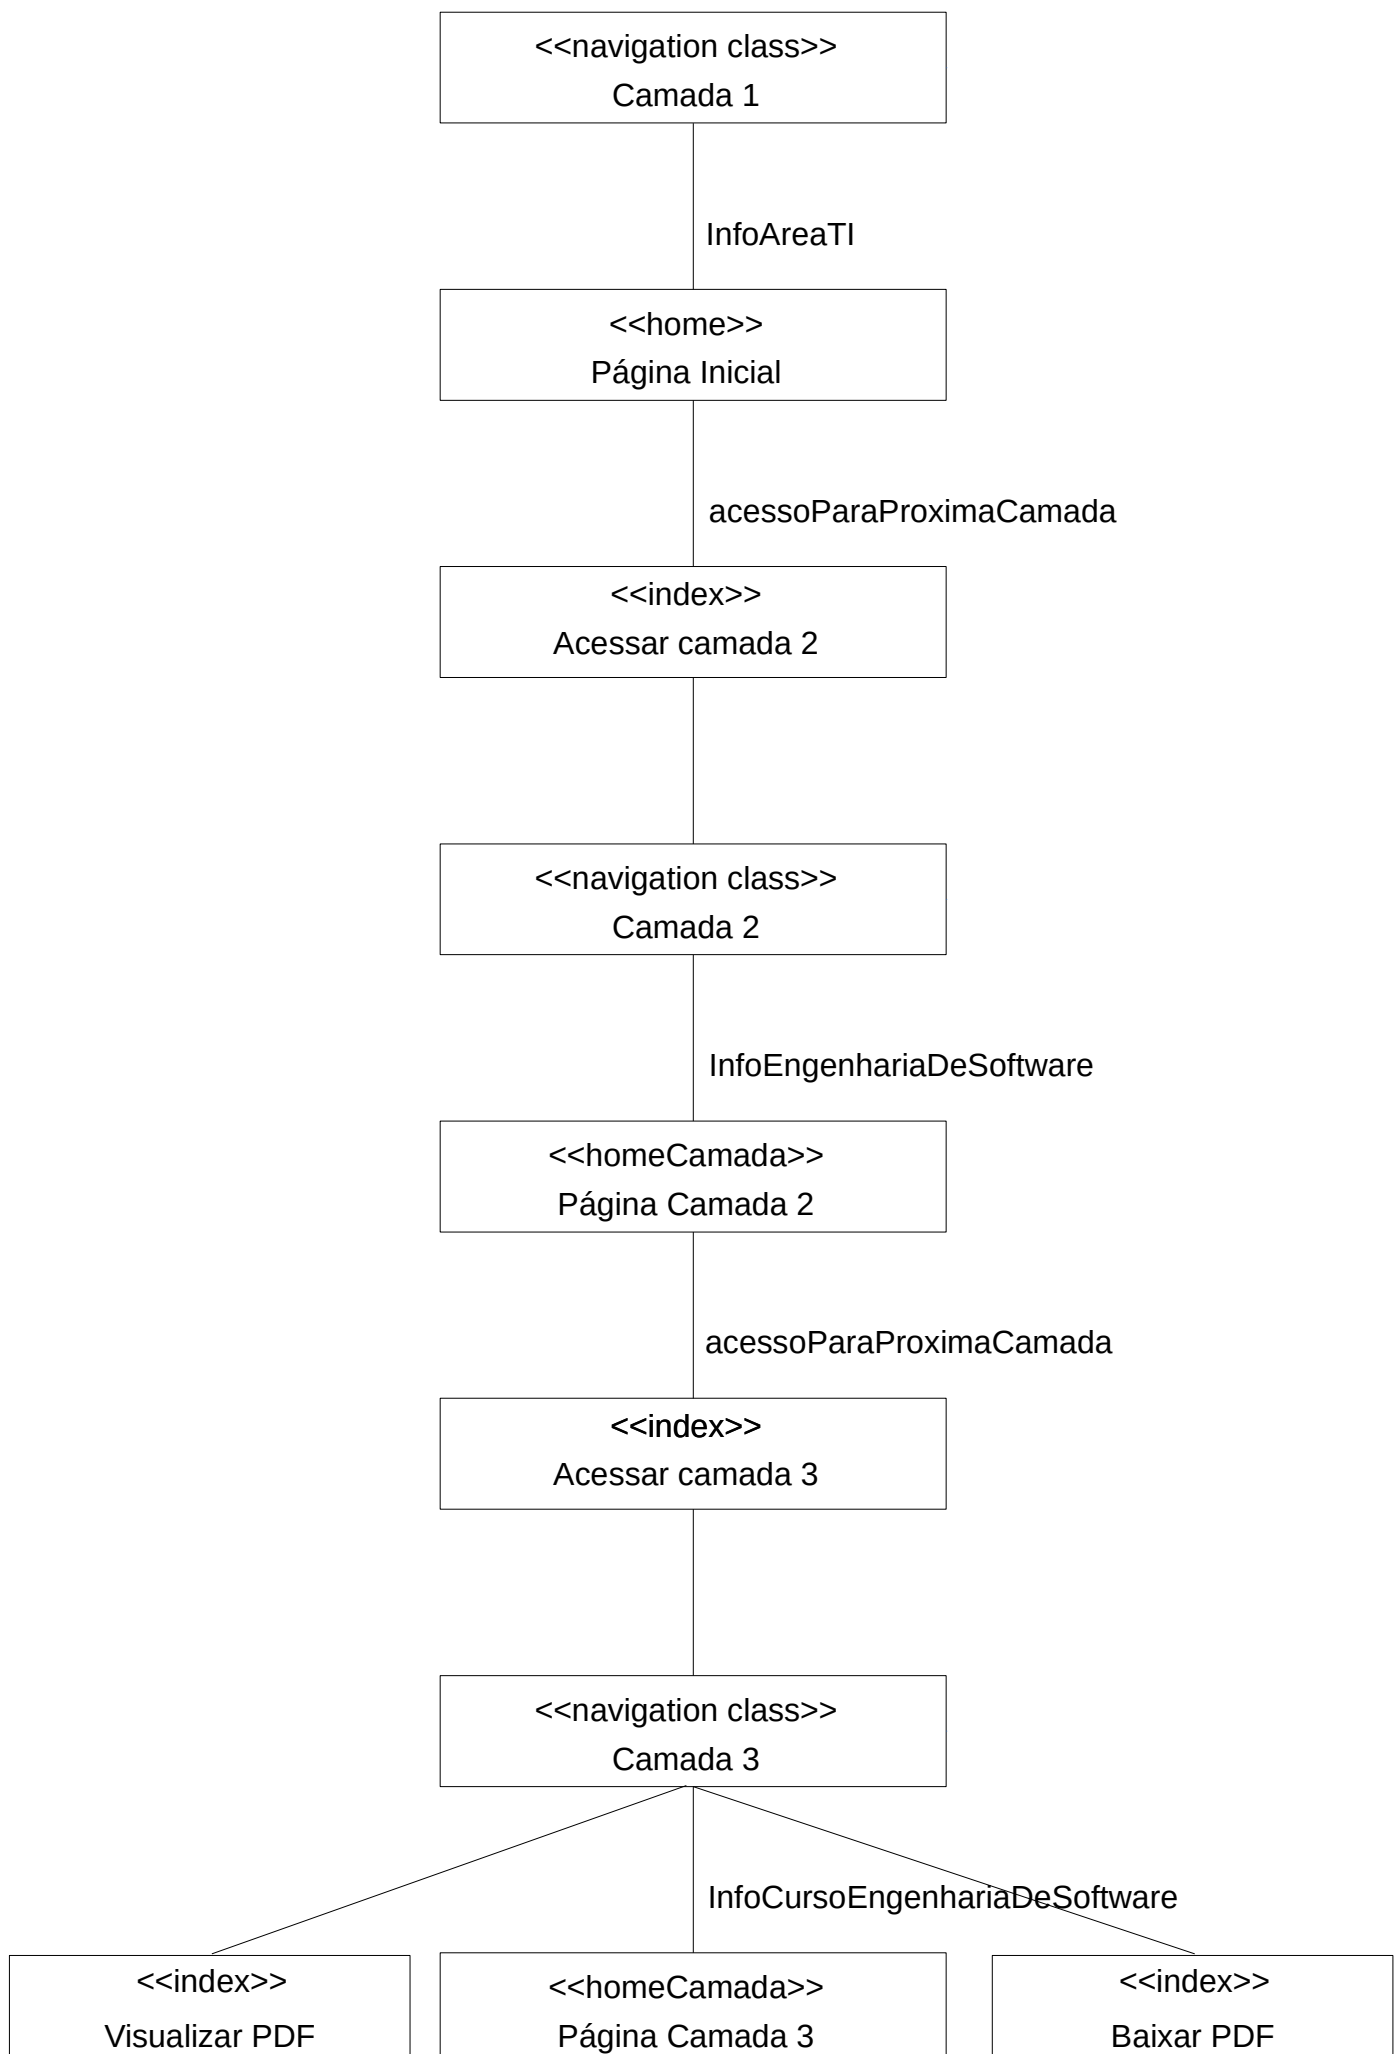 <<navigation class>>
Camada 1
InfoAreaTI
<<home>>
Página Inicial
acessoParaProximaCamada
<<index>>
Acessar camada 2
<<navigation class>>
Camada 2
InfoEngenhariaDeSoftware
<<homeCamada>>
Página Camada 2
acessoParaProximaCamada
<<index>>
Acessar camada 3
<<navigation class>>
Camada 3
InfoCursoEngenhariaDeSoftware
<<index>>
Visualizar PDF
<<homeCamada>>
Página Camada 3
<<index>>
Baixar PDF